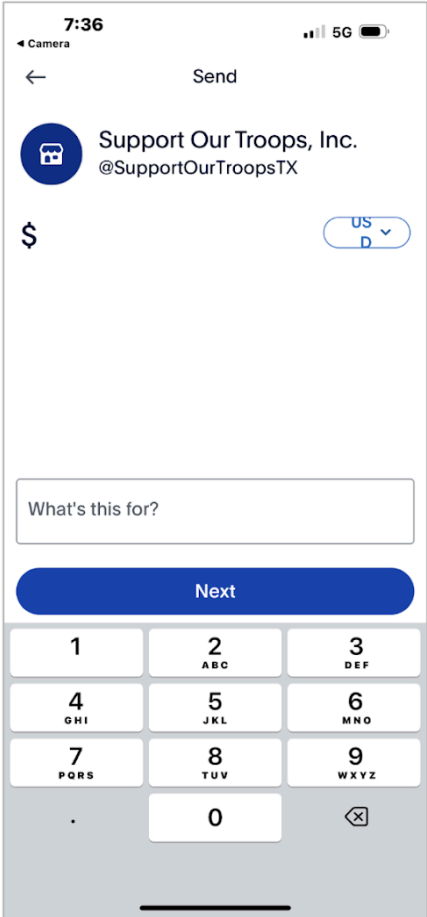 7:36
5G
◀ Camera
← Send
Support Our Troops, Inc.
@SupportOurTroopsTX
$
US
D
What's this for?
Next
1
2
ABC
3
DEF
4
GHI
5
JKL
6
MNO
7
PQRS
8
TUV
9
WXYZ
.
0